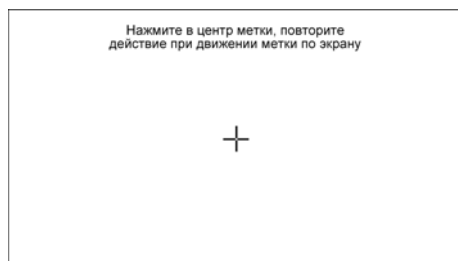 Нажмите в центр метки, повторите
действие при движении метки по экрану